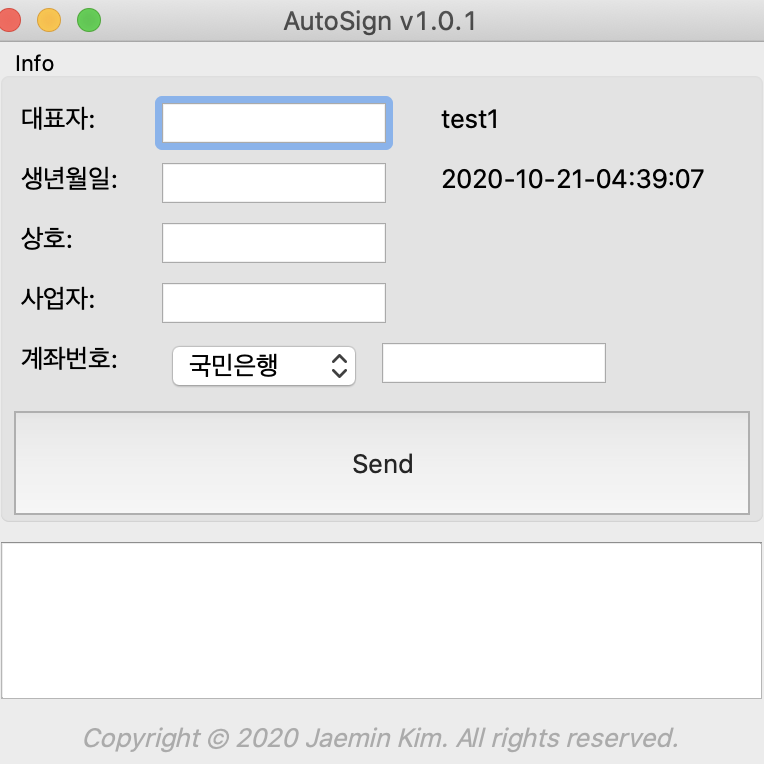 AutoSign v1.0.1
Info
대표자: test1
생년월일: 2020-10-21-04:39:07
상호:
사업자:
계좌번호: 국민은행
Send
Copyright © 2020 Jaemin Kim. All rights reserved.